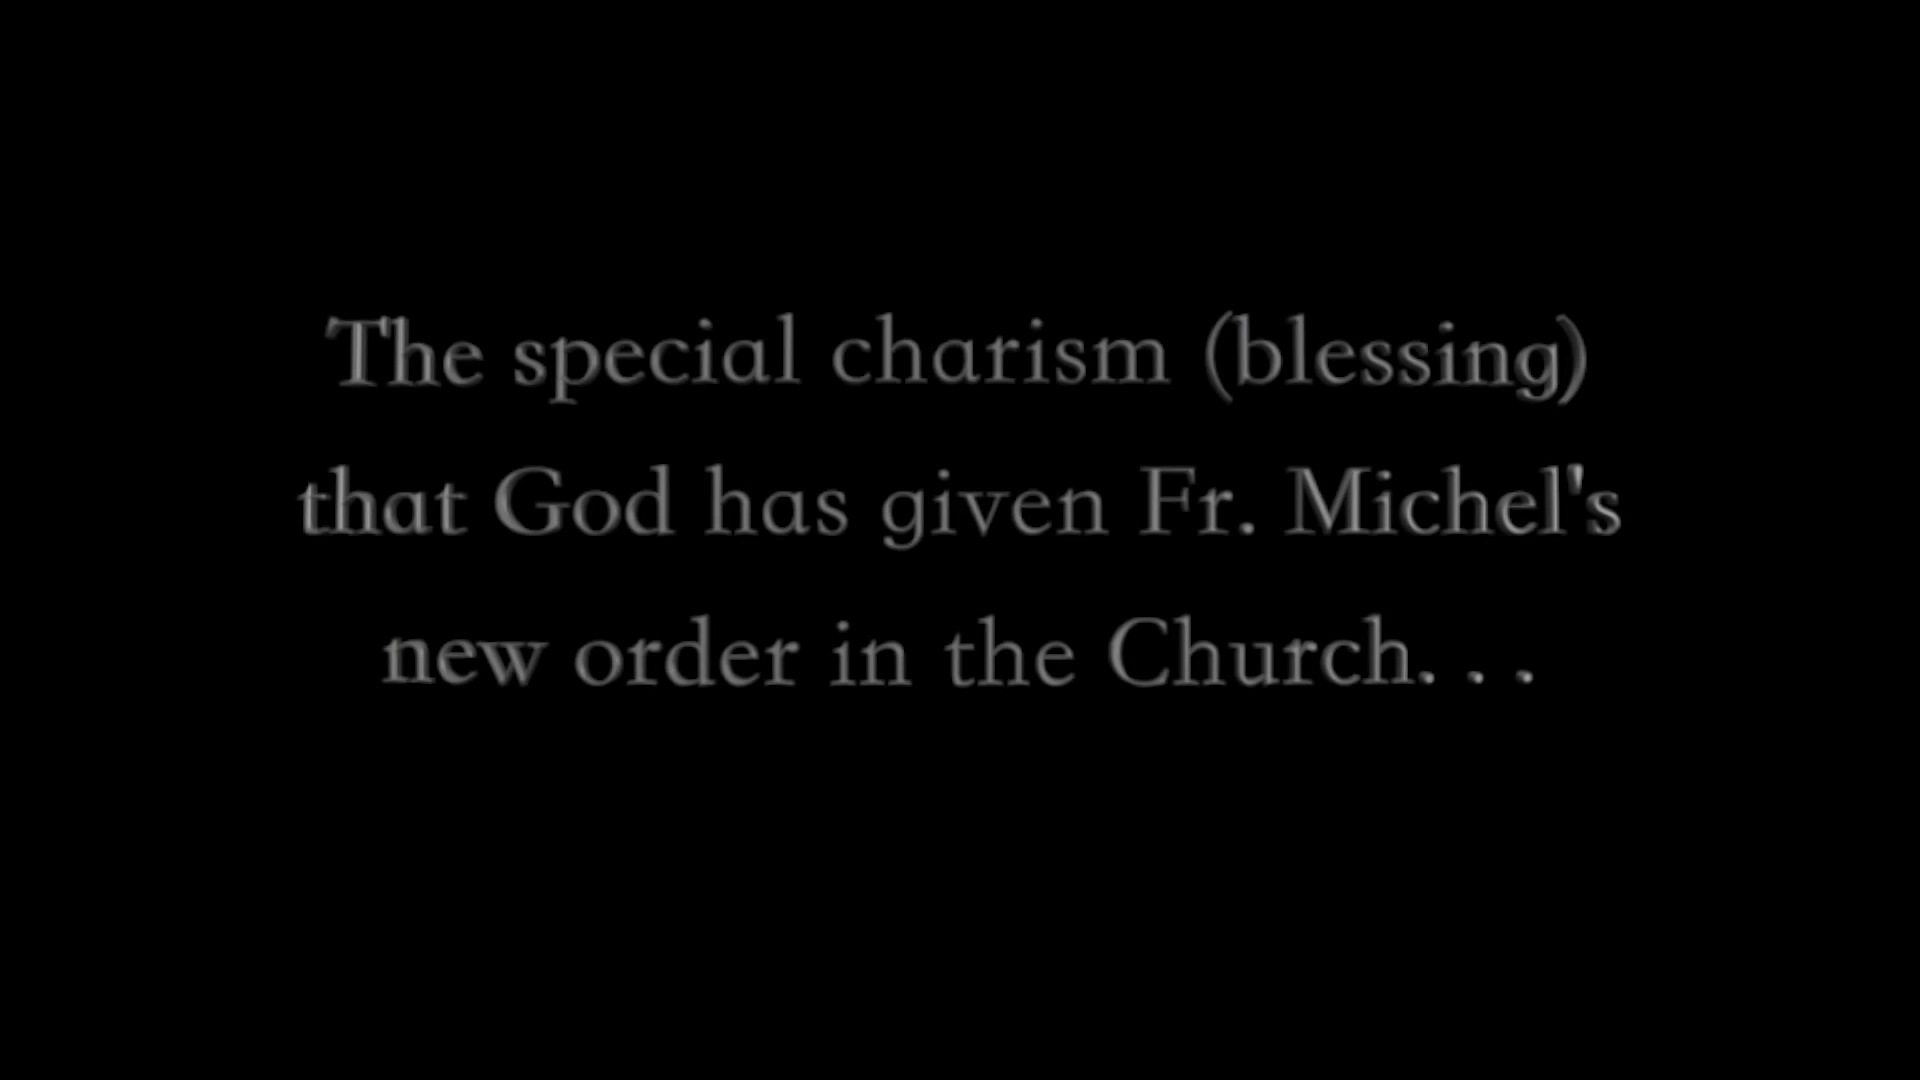 The special charism (blessing)
that God has given Fr. Michel's
new order in the Church. . .